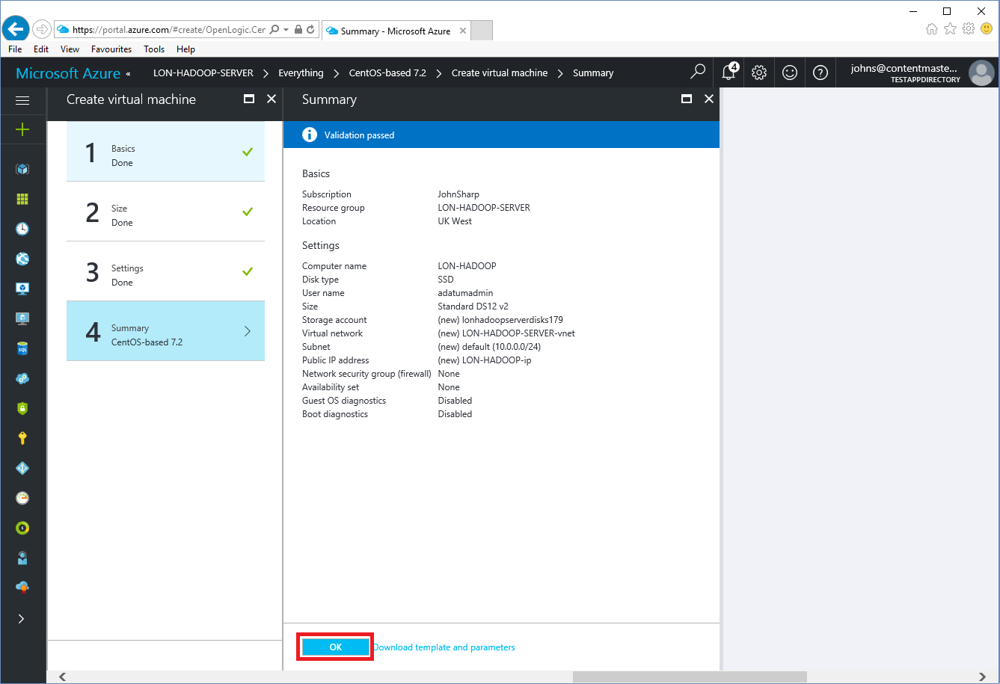 https://portal.azure.com/#create/OpenLogic.Cer
Summary - Microsoft Azure
File Edit View Favourites Tools Help
Microsoft Azure « LON-HADOOP-SERVER > Everything > CentOS-based 7.2 > Create virtual machine > Summary
4
johns@contentmaste...
TESTAPPDIRECTORY
Create virtual machine
1 Basics
Done
2 Size
Done
3 Settings
Done
4 Summary
CentOS-based 7.2
SQL
Summary
Validation passed
Basics
Subscription JohnSharp
Resource group LON-HADOOP-SERVER
Location UK West
Settings
Computer name LON-HADOOP
Disk type SSD
User name adatumadmin
Size Standard DS12 v2
Storage account (new) lonhadoopserverdisks179
Virtual network (new) LON-HADOOP-SERVER-vnet
Subnet (new) default (10.0.0.0/24)
Public IP address (new) LON-HADOOP-ip
Network security group (firewall) None
Availability set None
Guest OS diagnostics Disabled
Boot diagnostics Disabled
OK
Download template and parameters